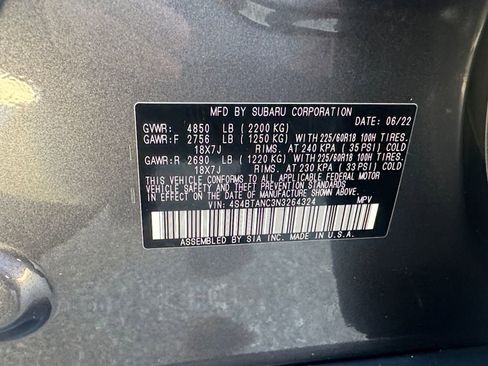 MFD BY SUBARU CORPORATION
DATE: 06/22
GVWR: 4850 LB (2200 KG)
GAWR:F 2756 LB (1250 KG) WITH 225/60R18 100H TIRES.
18X7J RIMS. AT 240 KPA (35 PSI) COLD
GAWR:R 2690 LB (1220 KG) WITH 225/60R18 100H TIRES.
18X7J RIMS. AT 230 KPA (33 PSI) COLD
THIS VEHICLE CONFORMS TO ALL APPLICABLE FEDERAL MOTOR
VEHICLE SAFETY AND THEFT PREVENTION STANDARDS IN EFFECT
ON THE DATE OF MANUFACTURE SHOWN ABOVE.
VIN: 4S4BTANC3N3264324 MPV
ASSEMBLED BY SIA INC. MADE IN U.S.A.